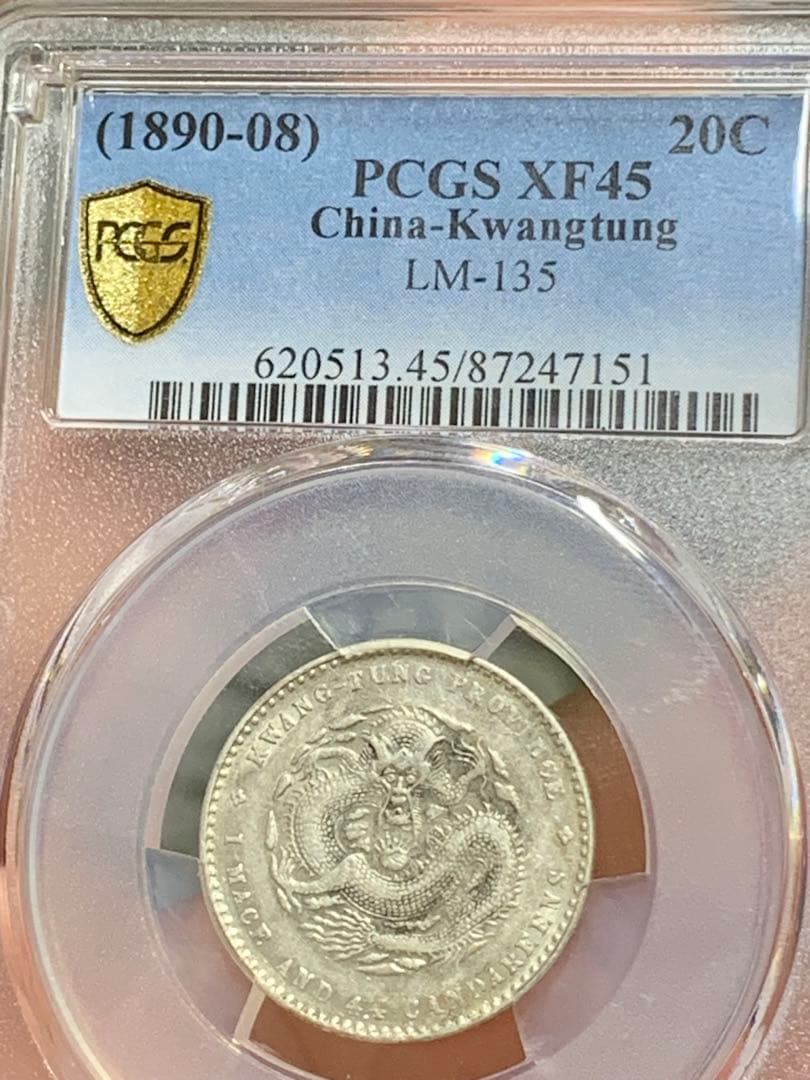 (1890-08) 20C
PCGS XF45
China-Kwangtung
LM-135
620513.45/87247151
PCGS
KWANG-TUNG PROVINCE
1 MACE AND 4.4 CANDAREENS